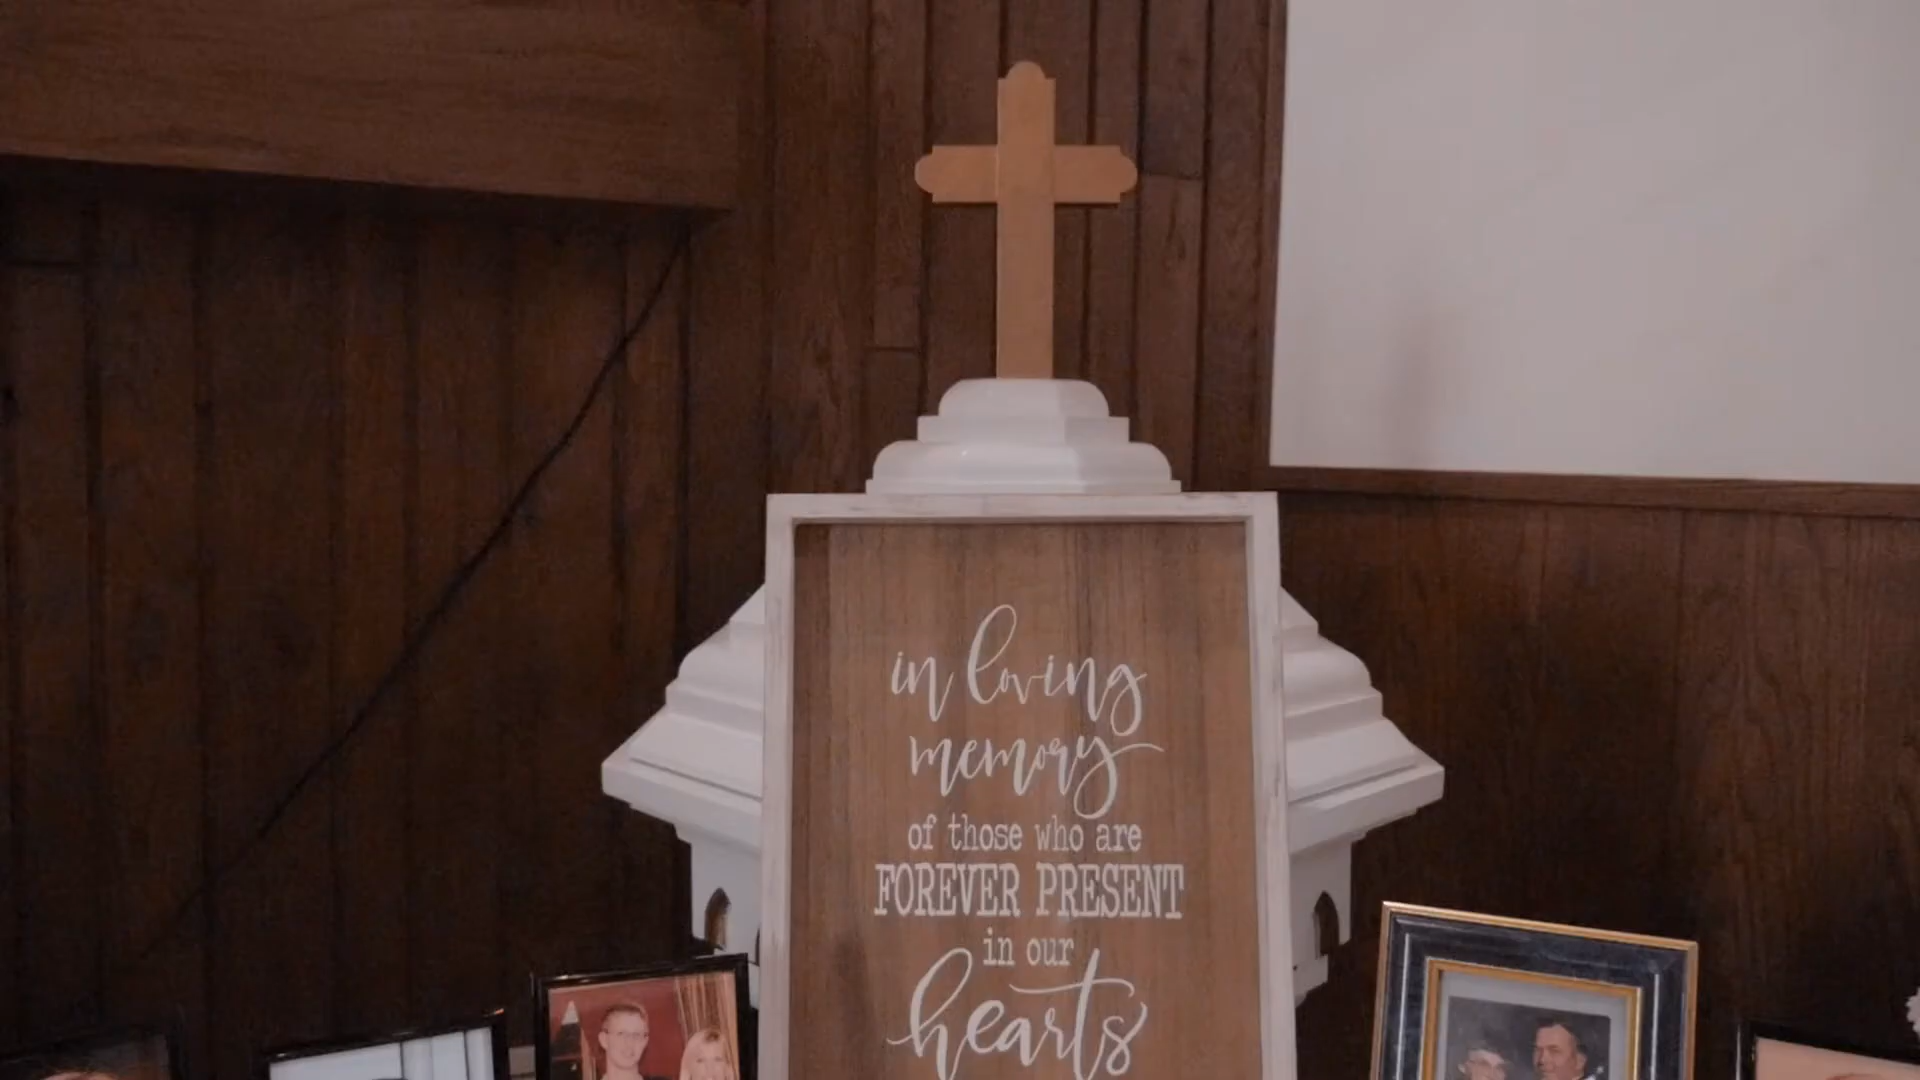 in loving
memory
of those who are
FOREVER PRESENT
in our
hearts